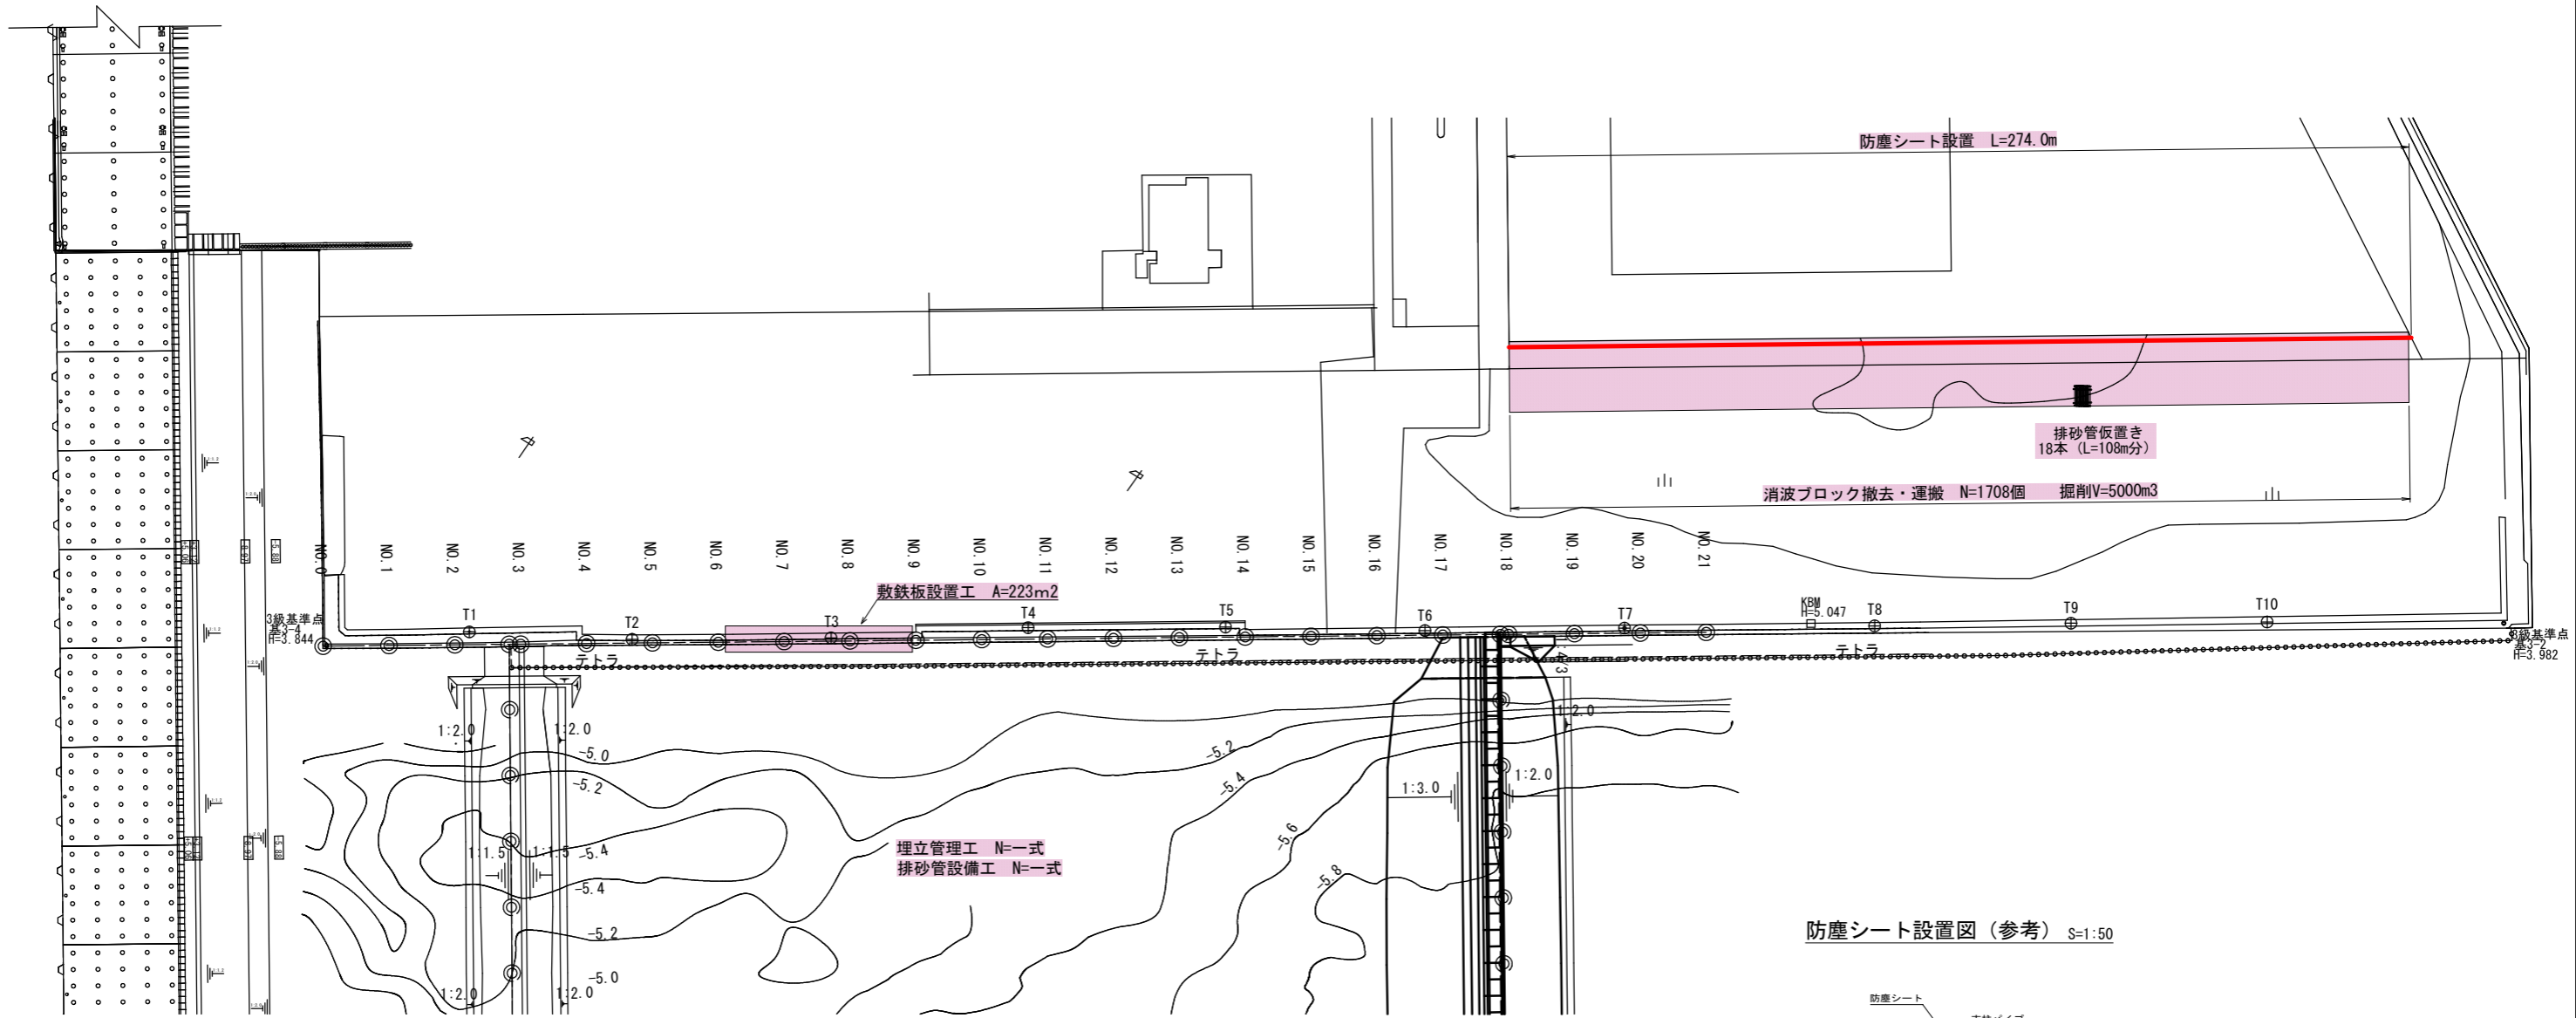 防塵シート設置　L=274.0m
排砂管仮置き
18本（L=108m分）
消波ブロック撤去・運搬　N=1708個　　掘削V=5000m3
NO.0
NO.1
NO.2
NO.3
NO.4
NO.5
NO.6
NO.7
NO.8
NO.9
NO.10
NO.11
NO.12
NO.13
NO.14
NO.15
NO.16
NO.17
NO.18
NO.19
NO.20
NO.21
敷鉄板設置工　A=223m2
3級基準点
基3-4
H=3.844
T1
T2
T3
T4
T5
T6
T7
KBM
H=5.047
T8
T9
T10
3級基準点
基3-2
H=3.982
テトラ
テトラ
テトラ
1:2.0
1:2.0
-5.0
-5.2
-5.2
-5.4
1:2.0
1:3.0
1:2.0
1:1.5
1:1.5
-5.4
-5.6
埋立管理工　N=一式
排砂管設備工　N=一式
-5.4
-5.8
-5.2
-5.0
1:2.0
1:2.0
防塵シート設置図（参考） S=1:50
防塵シート